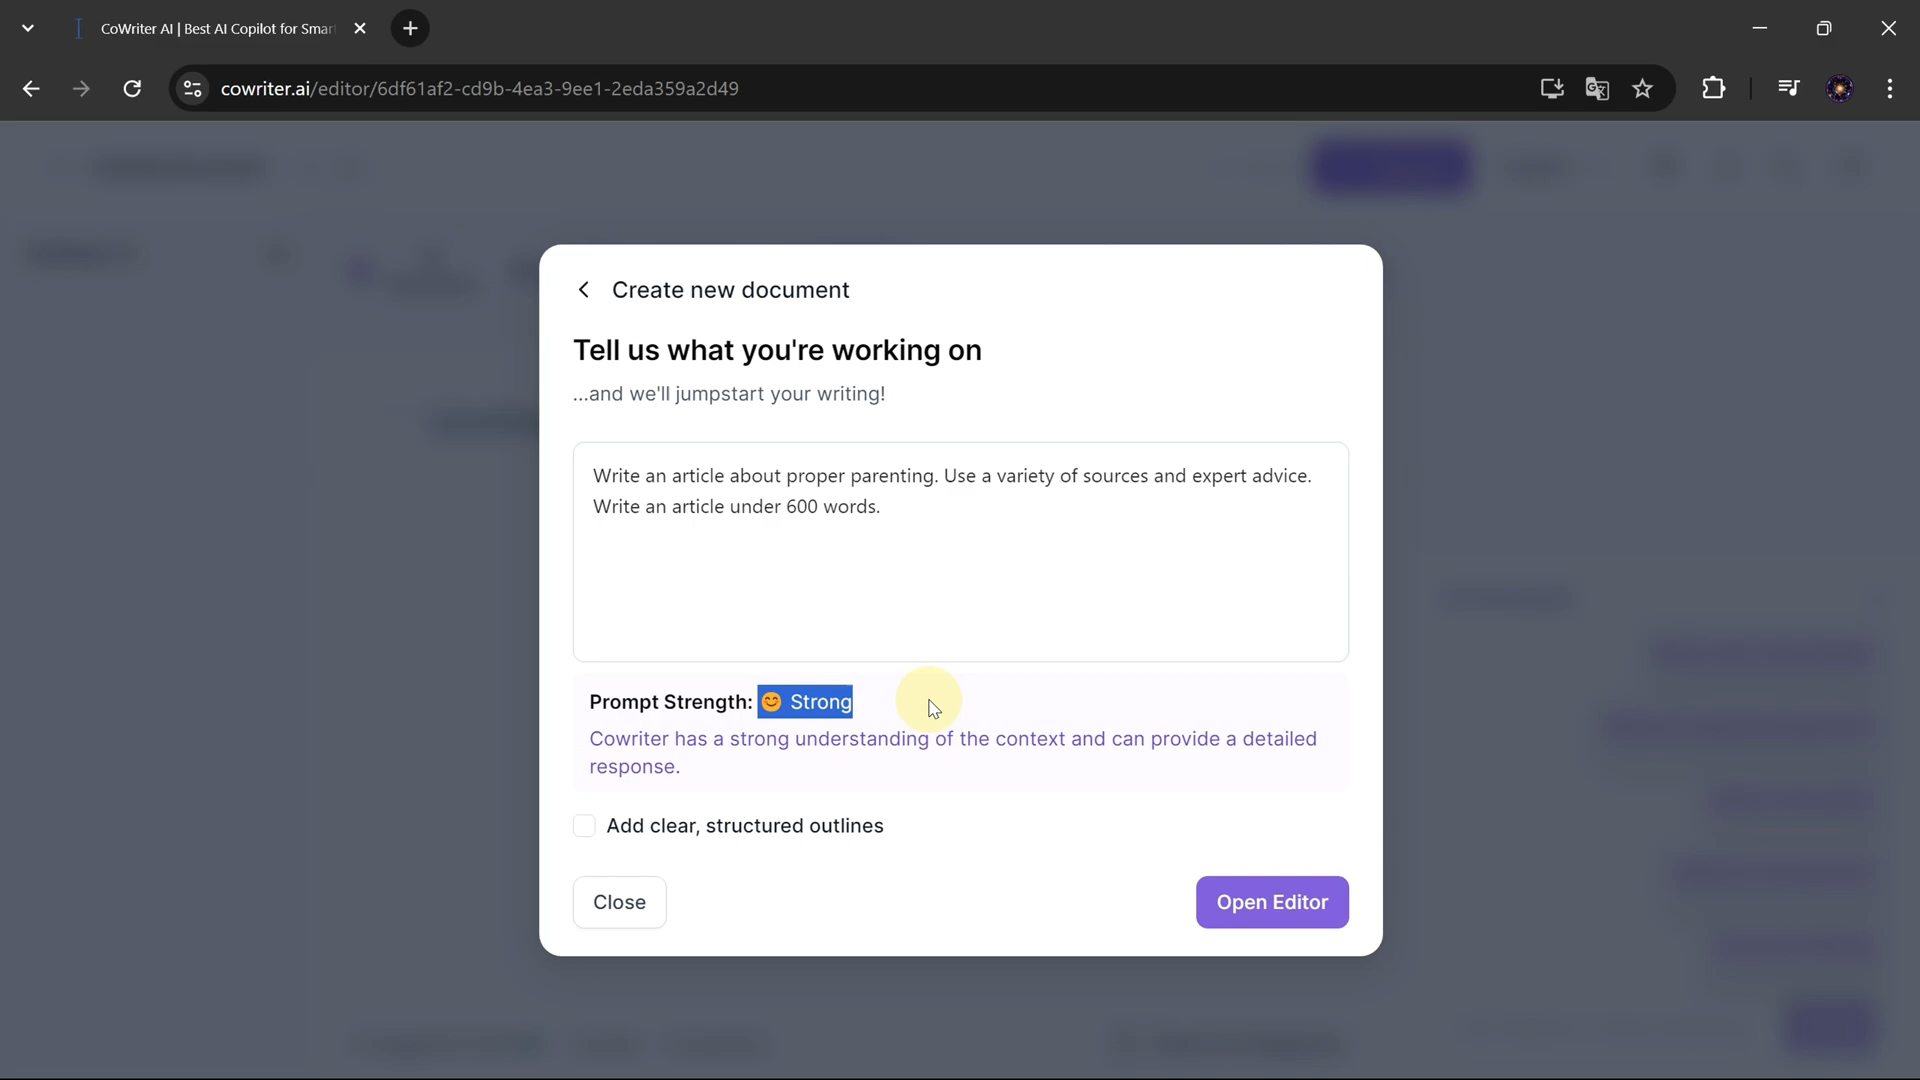 CoWriter AI | Best AI Copilot for Smar
cowriter.ai/editor/6df61af2-cd9b-4ea3-9ee1-2eda359a2d49
Create new document
Tell us what you're working on
...and we'll jumpstart your writing!
Write an article about proper parenting. Use a variety of sources and expert advice.
Write an article under 600 words.
Prompt Strength: 😊 Strong
Cowriter has a strong understanding of the context and can provide a detailed
response.
Add clear, structured outlines
Close
Open Editor